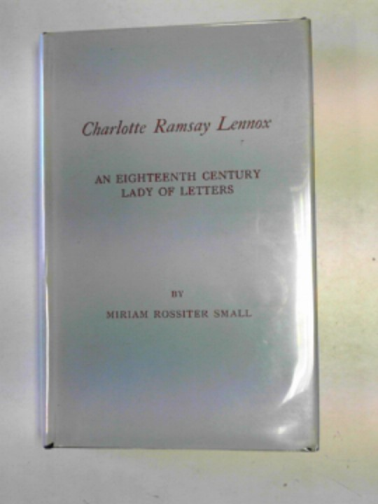 Charlotte Ramsay Lennox
AN EIGHTEENTH CENTURY
LADY OF LETTERS
BY
MIRIAM ROSSITER SMALL